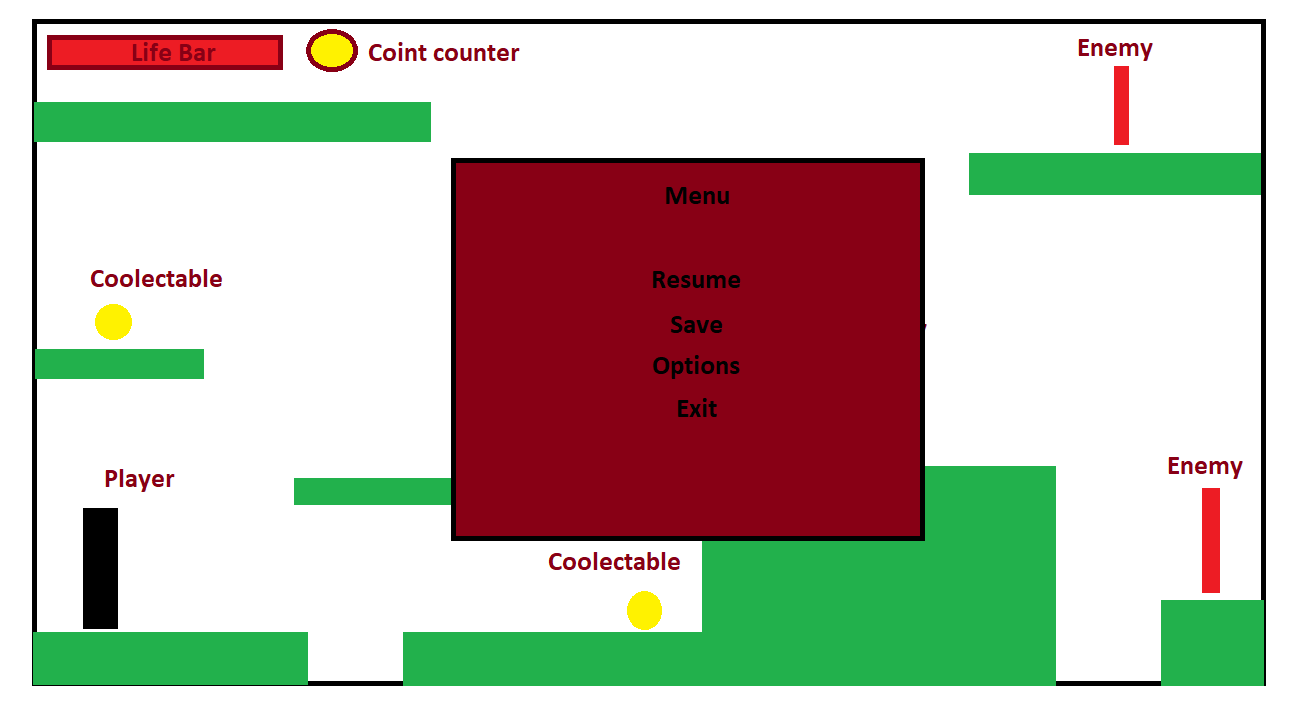 Life Bar
Coint counter
Enemy
Menu
Coolectable
Resume
Save
Options
Exit
Player
Enemy
Coolectable